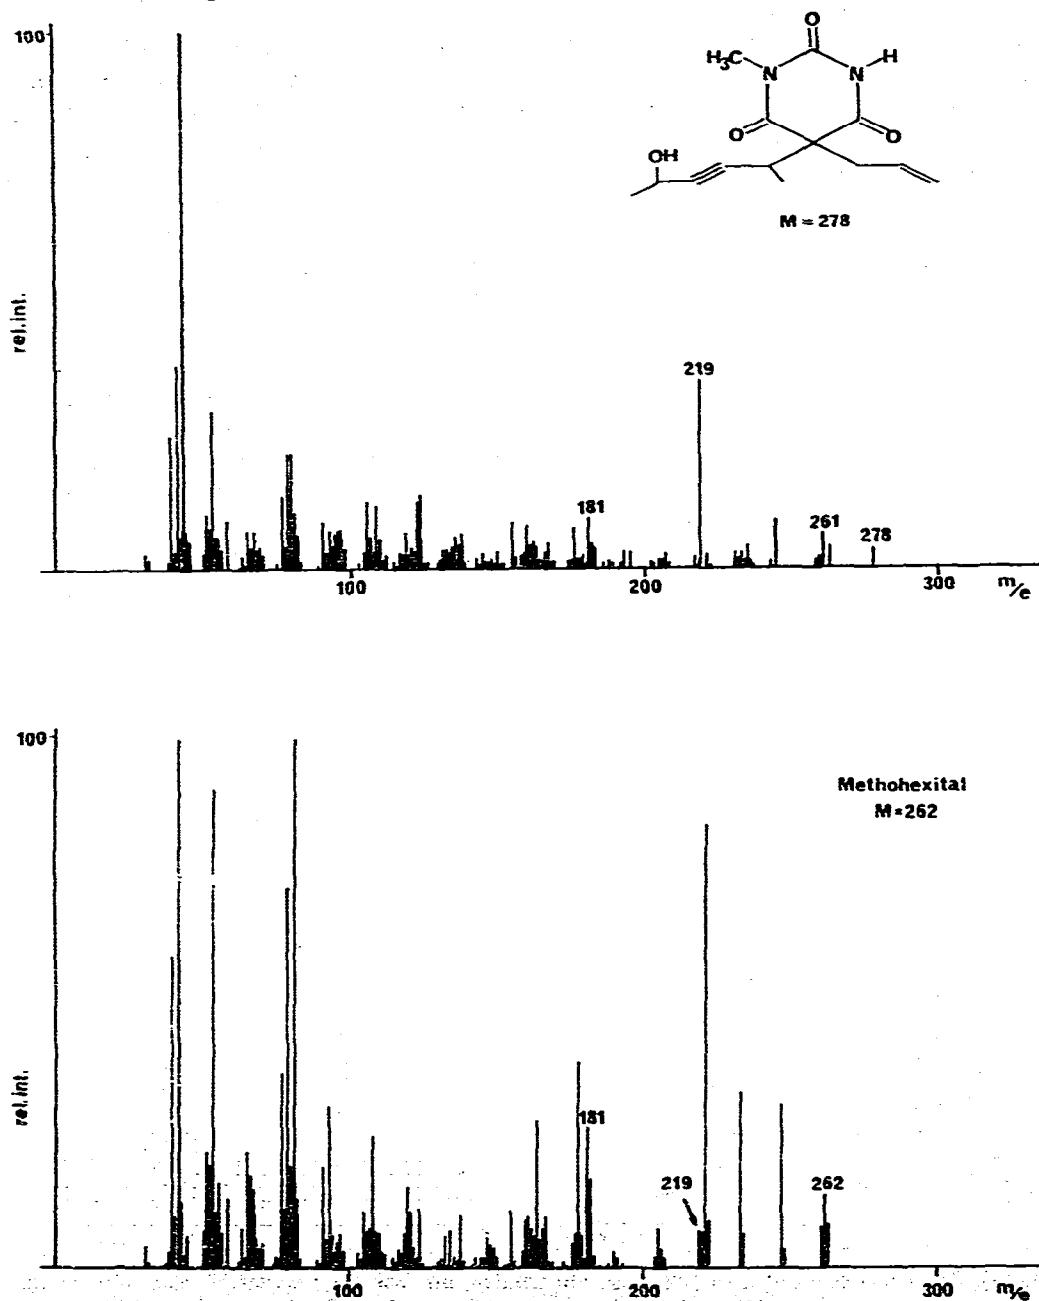 100
O
H3C
N
N
H
O
O
OH
M = 278
rel.int.
219
181
261
278
100
200
300
m/e
100
Methohexital
M=262
rel.int.
181
219
262
100
200
300
m/e